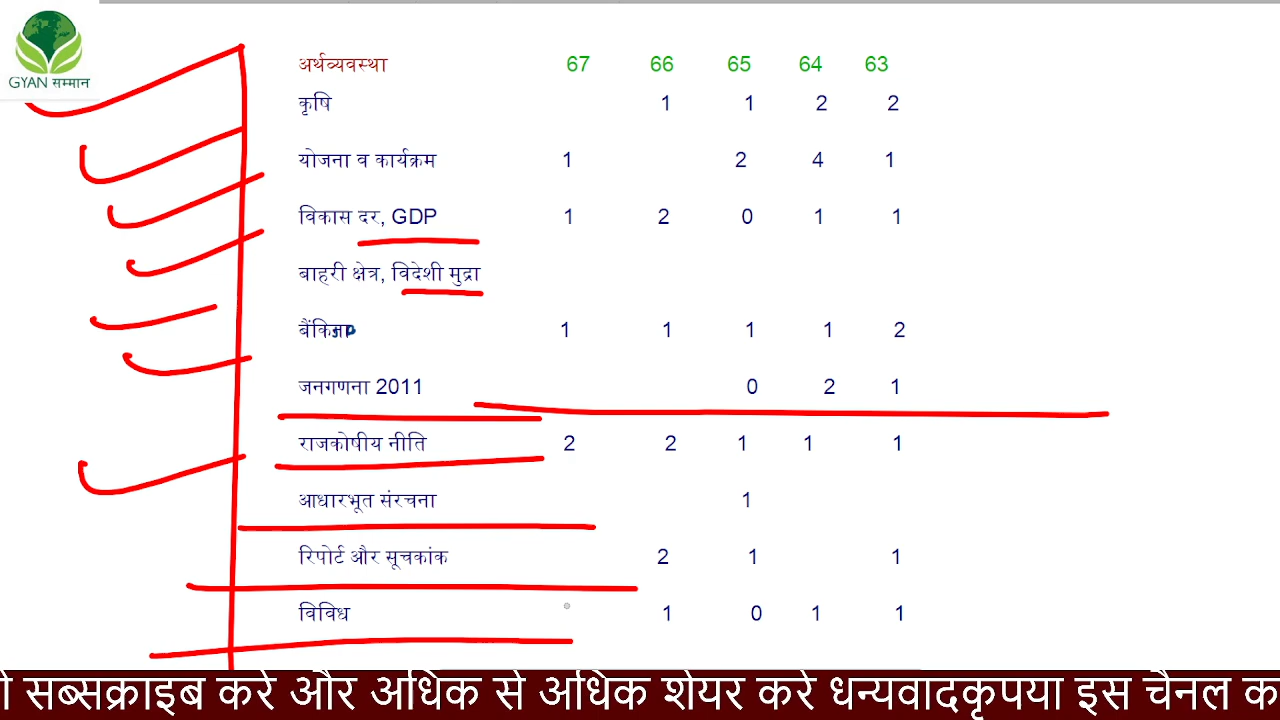 GYAN सम्मान
अर्थव्यवस्था 67 66 65 64 63
कृषि 1 1 2 2
योजना व कार्यक्रम 1 2 4 1
विकास दर, GDP 1 2 0 1 1
बाहरी क्षेत्र, विदेशी मुद्रा
1 1 1 1 2
जनगणना 2011 0 2 1
राजकोषीय नीति 2 2 1 1 1
आधारभूत संरचना 1
रिपोर्ट और सूचकांक 2 1 1
विविध 1 0 1 1
सब्सक्राइब करे और अधिक से अधिक शेयर करे धन्यवादकृपया इस चैनल